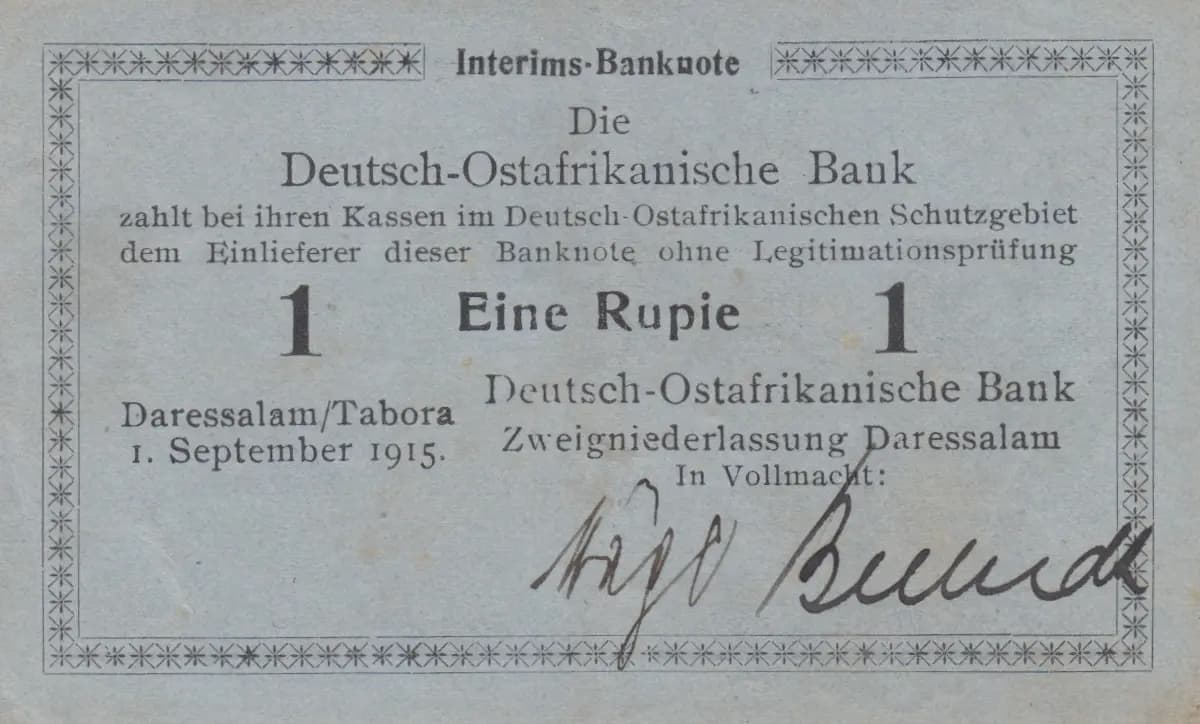 Interims-Banknote
Die
Deutsch-Ostafrikanische Bank
zahlt bei ihren Kassen im Deutsch-Ostafrikanischen Schutzgebiet
dem Einlieferer dieser Banknote ohne Legitimationsprüfung
1 Eine Rupie 1
Deutsch-Ostafrikanische Bank
Daressalam/Tabora
Zweigniederlassung Daressalam
1. September 1915.
In Vollmacht: